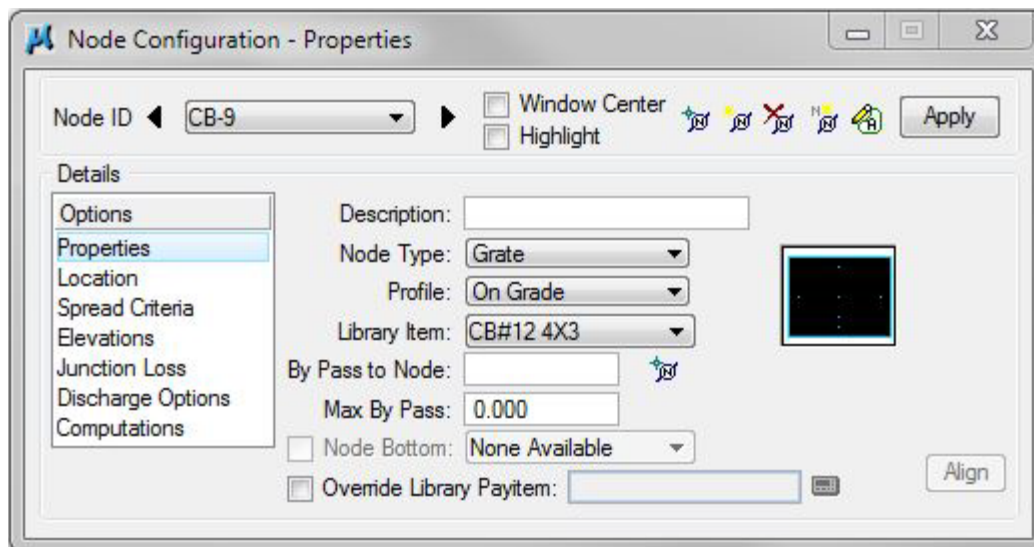 Node Configuration - Properties
Node ID CB-9 Window Center Apply
Highlight
Details
Options
Properties
Location
Spread Criteria
Elevations
Junction Loss
Discharge Options
Computations
Description:
Node Type: Grate
Profile: On Grade
Library Item: CB#12 4X3
By Pass to Node:
Max By Pass: 0.000
Node Bottom: None Available
Override Library Payitem:
Align